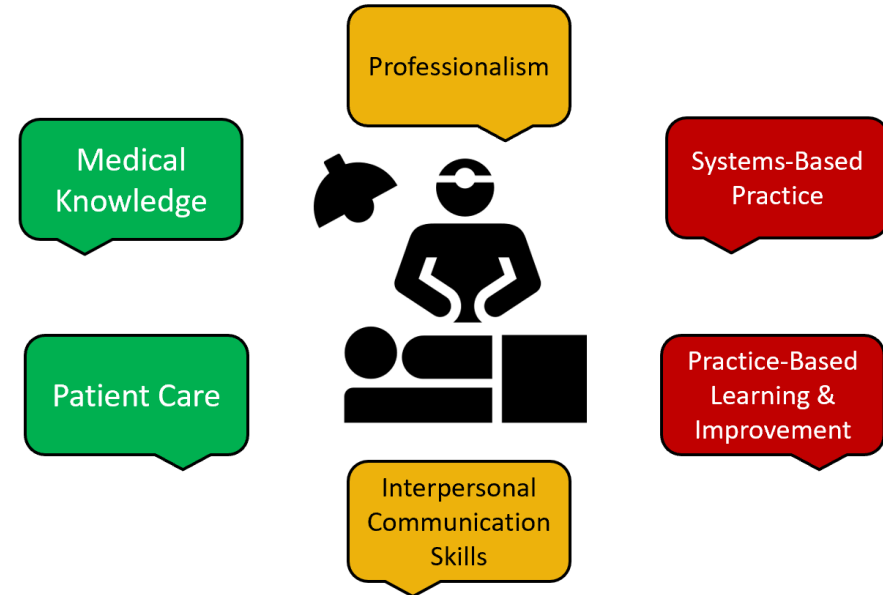 Professionalism
Medical
Knowledge
Systems-Based
Practice
Patient Care
Practice-Based
Learning &
Improvement
Interpersonal
Communication
Skills